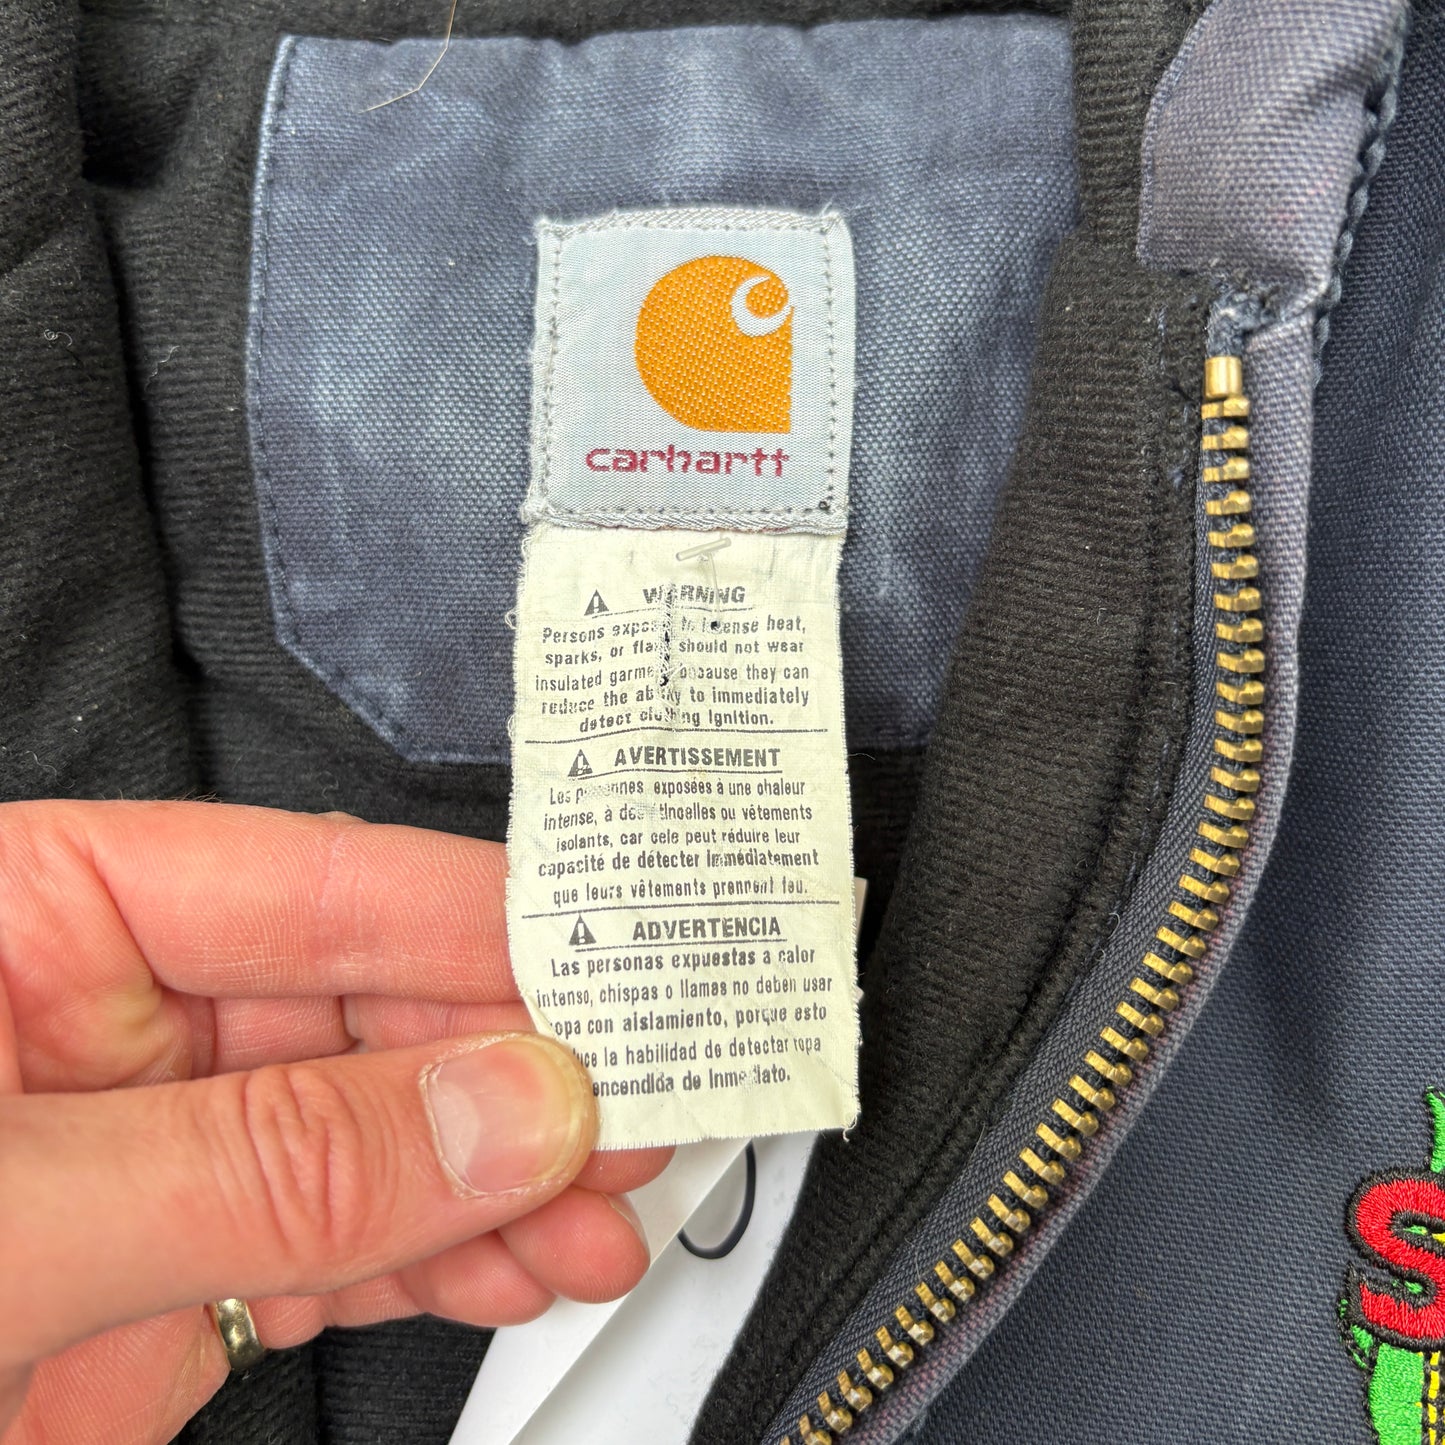 carhartt
WARNING
Persons exposed to intense heat,
sparks, or flame should not wear
insulated garments because they can
reduce the ability to immediately
detect clothing ignition.
AVERTISSEMENT
Les personnes exposées à une chaleur
intense, à des étincelles ou vêtements
isolants, car cele peut réduire leur
capacité de détecter immédiatement
que leurs vêtements prennent feu.
ADVERTENCIA
Las personas expuestas a calor
intenso, chispas o llamas no deben usar
ropa con aislamiento, porque esto
la habilidad de detectar ropa
encendida de inmediato.
S